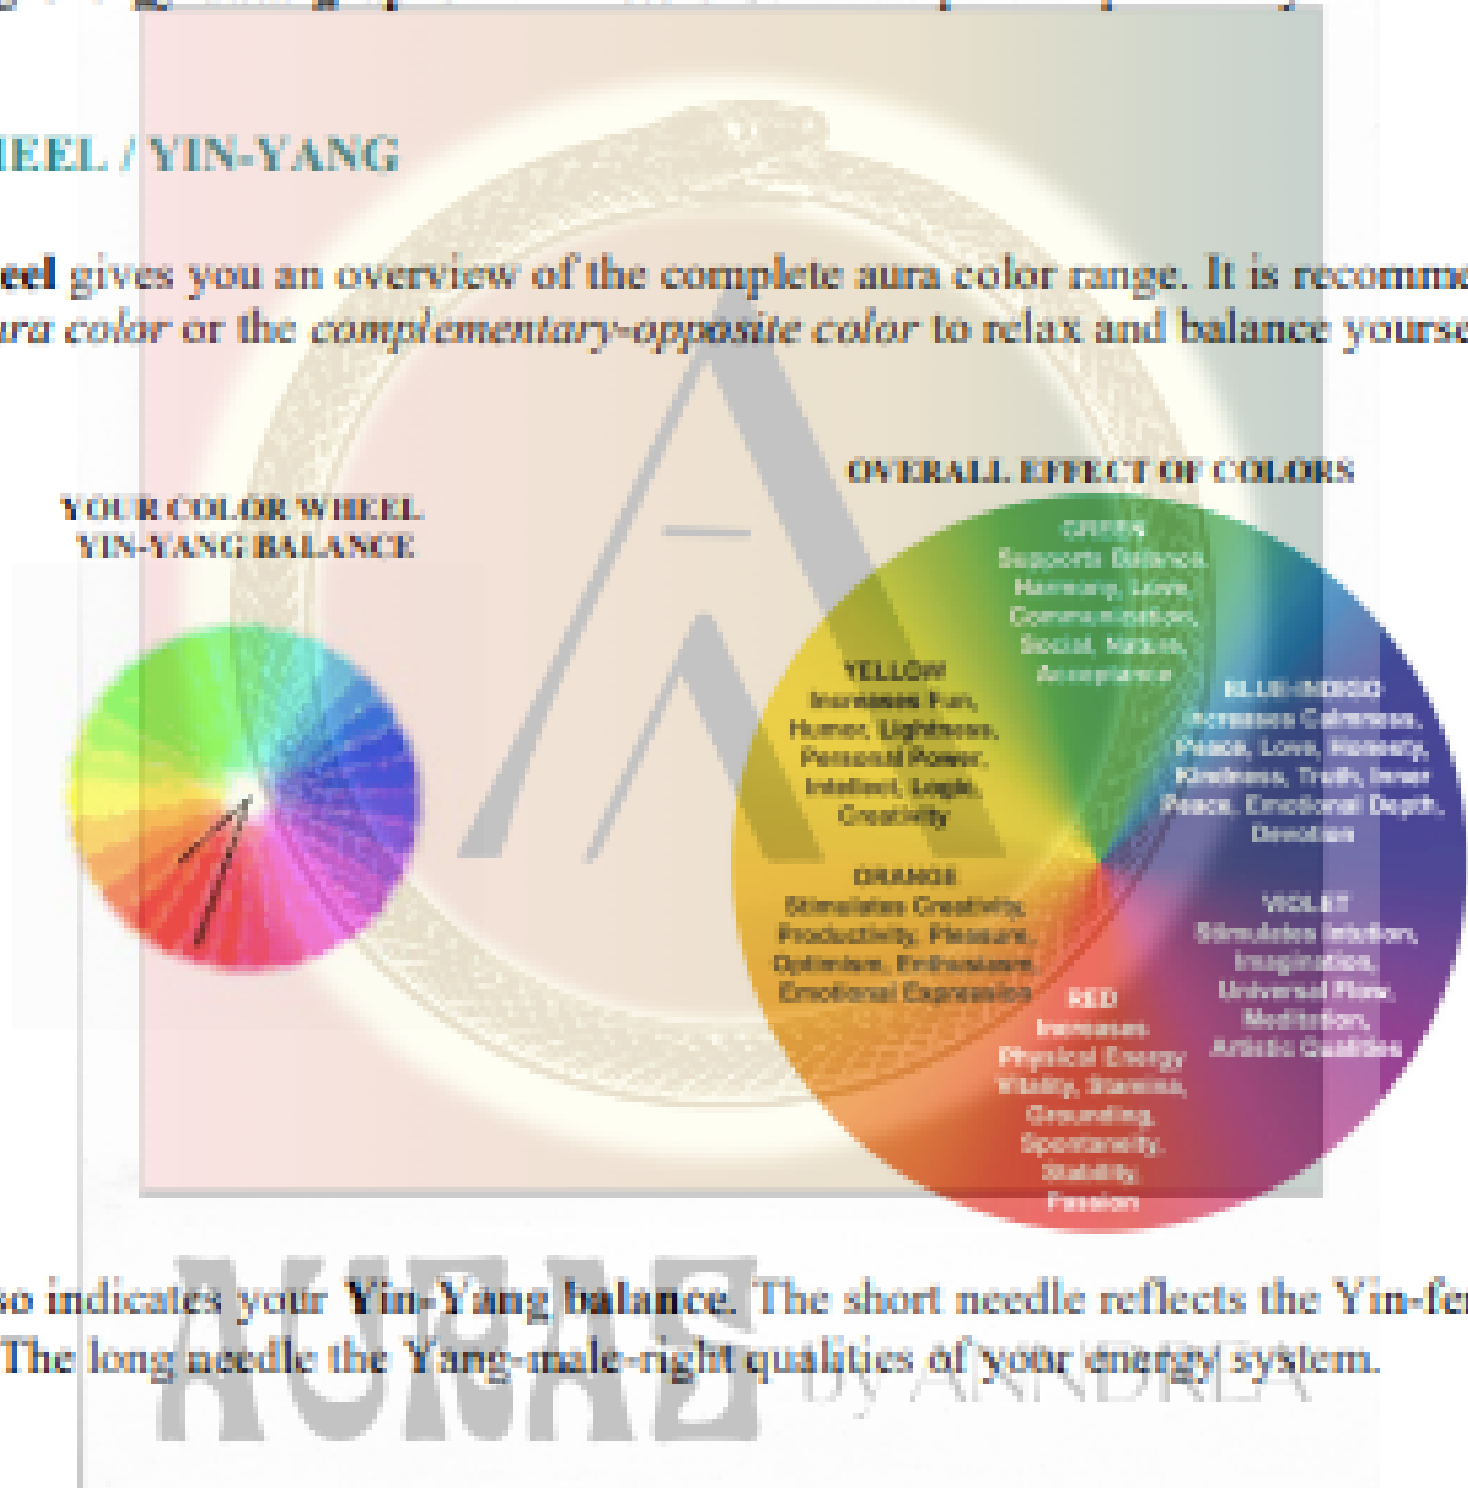 HEEL / YIN-YANG
eel gives you an overview of the complete aura color range. It is recomme
ura color or the complementary-opposite color to relax and balance yourse
OVERALL EFFECT OF COLORS
YOUR COLOR WHEEL
YIN-YANG BALANCE
GREEN
Supports Balance,
Harmony, Love,
Communication,
Social, Nature,
Acceptance
YELLOW
Increases Fun,
Humor, Lightness,
Personal Power,
Intellect, Logic,
Creativity
BLUE-INDIGO
Increases Calmness,
Peace, Love, Honesty,
Kindness, Truth, Inner
Peace, Emotional Depth,
Devotion
ORANGE
Stimulates Creativity,
Productivity, Pleasure,
Optimism, Enthusiasm,
Emotional Expression
VIOLET
Stimulates Intution,
Imagination,
Universal Flow,
Meditation,
Artistic Qualities
RED
Increases
Physical Energy
Vitality, Stamina,
Grounding,
Spontaneity,
Stability,
Passion
so indicates your Yin-Yang balance. The short needle reflects the Yin-fe
The long needle the Yang-male-right qualities of your energy system.
AURAS by ANNDREA